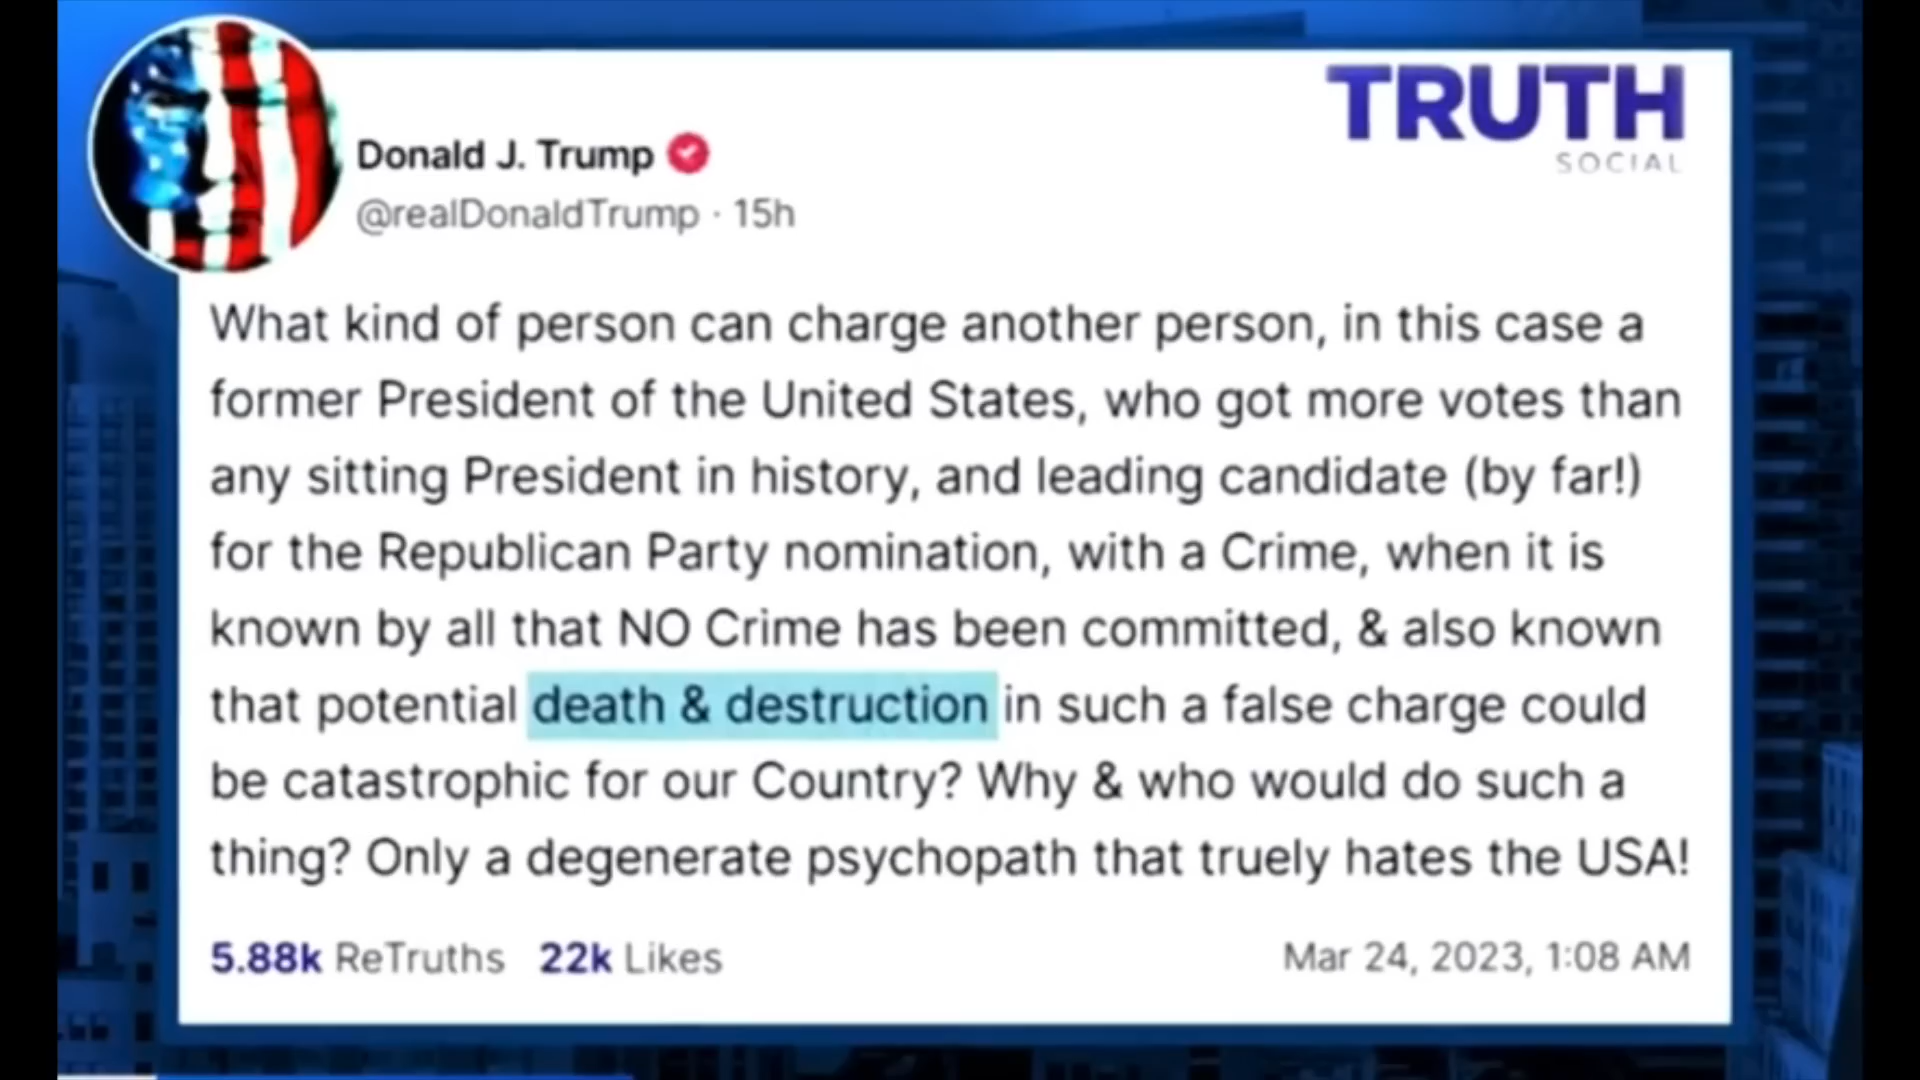 TRUTH
SOCIAL
Donald J. Trump
@realDonaldTrump · 15h
What kind of person can charge another person, in this case a
former President of the United States, who got more votes than
any sitting President in history, and leading candidate (by far!)
for the Republican Party nomination, with a Crime, when it is
known by all that NO Crime has been committed, & also known
that potential death & destruction in such a false charge could
be catastrophic for our Country? Why & who would do such a
thing? Only a degenerate psychopath that truely hates the USA!
5.88k ReTruths 22k Likes
Mar 24, 2023, 1:08 AM